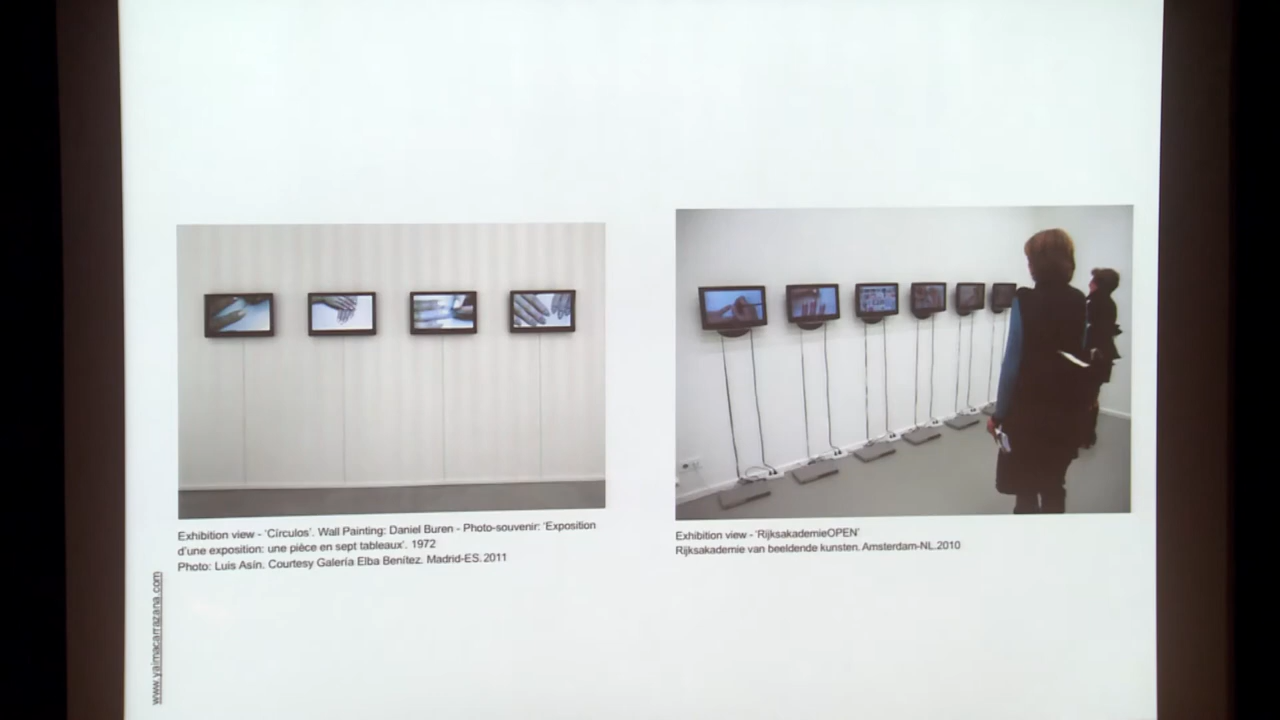 Exhibition view - 'Círculos'. Wall Painting: Daniel Buren - Photo-souvenir: 'Exposition
d'une exposition: une pièce en sept tableaux'. 1972
Photo: Luis Asín. Courtesy Galería Elba Benítez. Madrid-ES.2011
Exhibition view - 'RijksakademieOPEN'
Rijksakademie van beeldende kunsten. Amsterdam-NL.2010
www.yaimacarrazana.com